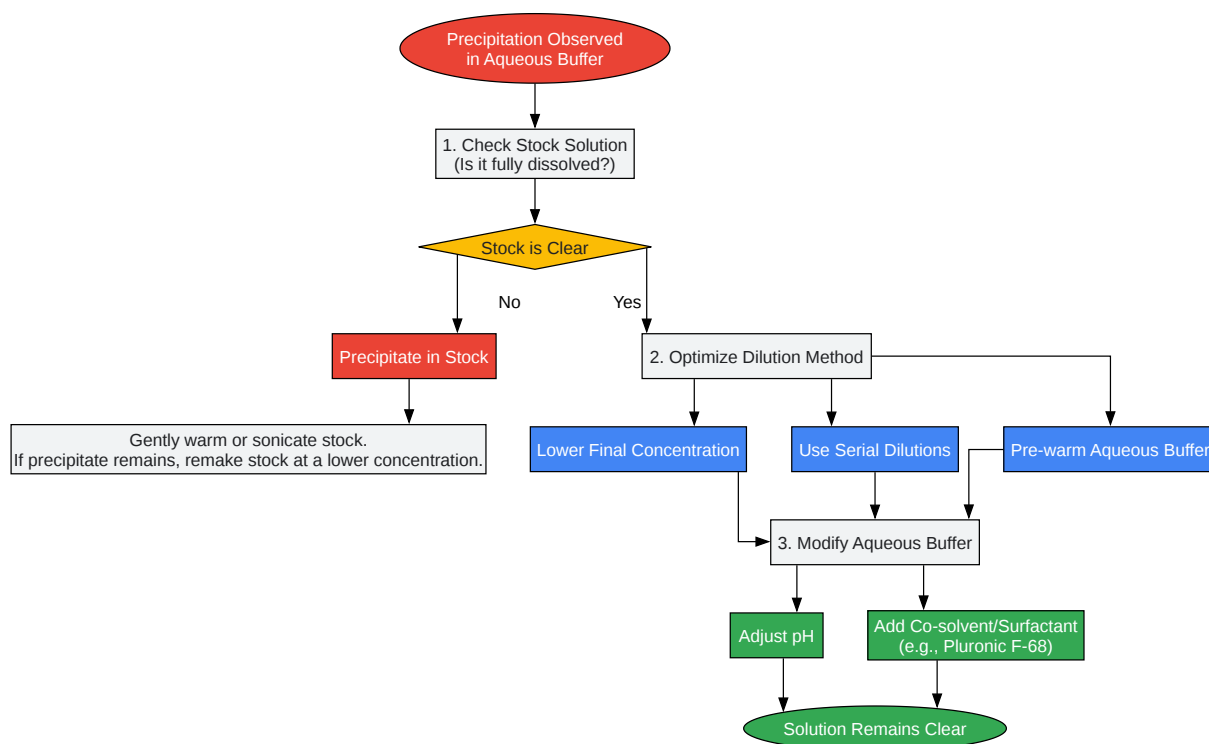 Precipitation Observed
in Aqueous Buffer
1. Check Stock Solution
(Is it fully dissolved?)
Stock is Clear
No
Yes
Precipitate in Stock
2. Optimize Dilution Method
Gently warm or sonicate stock.
If precipitate remains, remake stock at a lower concentration.
Lower Final Concentration
Use Serial Dilutions
Pre-warm Aqueous Buffer
3. Modify Aqueous Buffer
Adjust pH
Add Co-solvent/Surfactant
(e.g., Pluronic F-68)
Solution Remains Clear